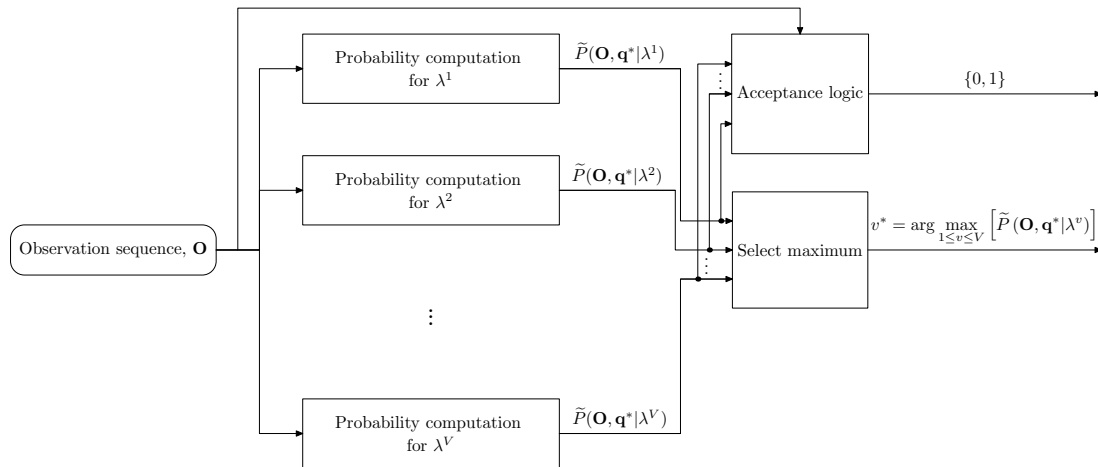 Probability computation
for λ^1
P̃(O, q*|λ^1)
Acceptance logic
{0, 1}
Probability computation
for λ^2
P̃(O, q*|λ^2)
Observation sequence, O
Select maximum
v* = arg max_{1≤v≤V} [P̃(O, q*|λ^v)]
Probability computation
for λ^V
P̃(O, q*|λ^V)